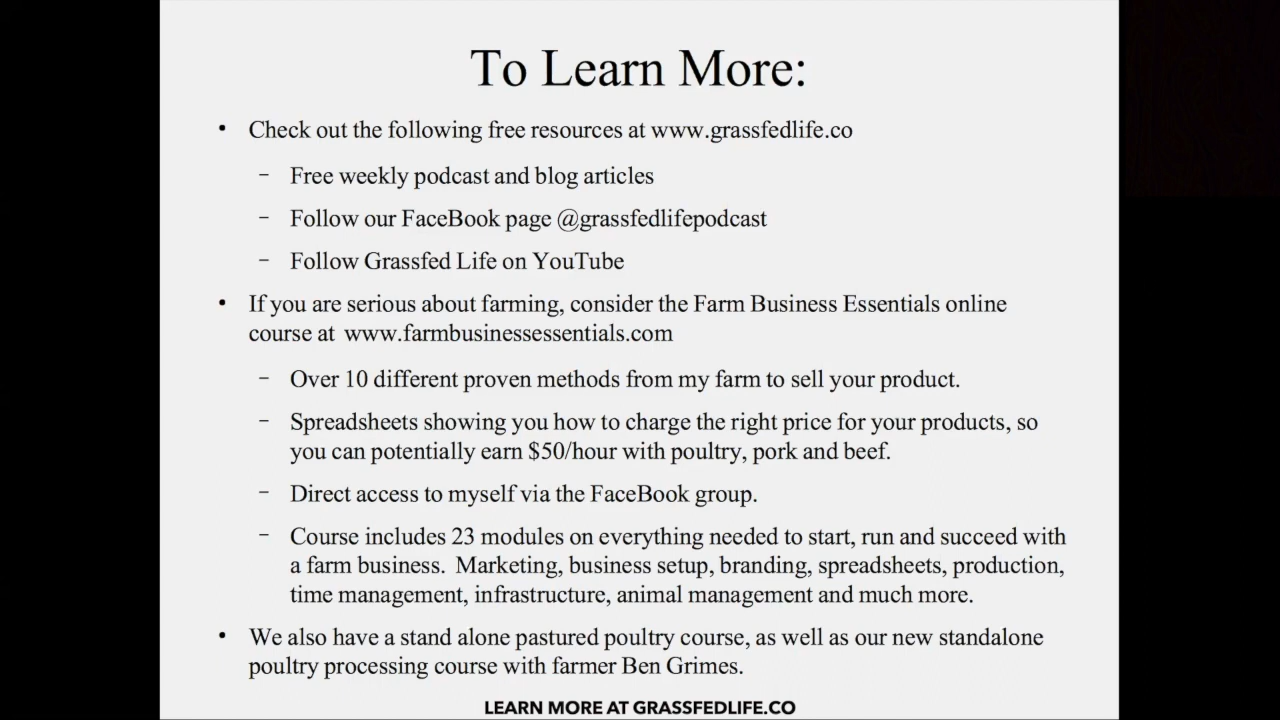 To Learn More:
• Check out the following free resources at www.grassfedlife.co
– Free weekly podcast and blog articles
– Follow our FaceBook page @grassfedlifepodcast
– Follow Grassfed Life on YouTube
• If you are serious about farming, consider the Farm Business Essentials online
course at www.farmbusinessessentials.com
– Over 10 different proven methods from my farm to sell your product.
– Spreadsheets showing you how to charge the right price for your products, so
you can potentially earn $50/hour with poultry, pork and beef.
– Direct access to myself via the FaceBook group.
– Course includes 23 modules on everything needed to start, run and succeed with
a farm business. Marketing, business setup, branding, spreadsheets, production,
time management, infrastructure, animal management and much more.
• We also have a stand alone pastured poultry course, as well as our new standalone
poultry processing course with farmer Ben Grimes.
LEARN MORE AT GRASSFEDLIFE.CO